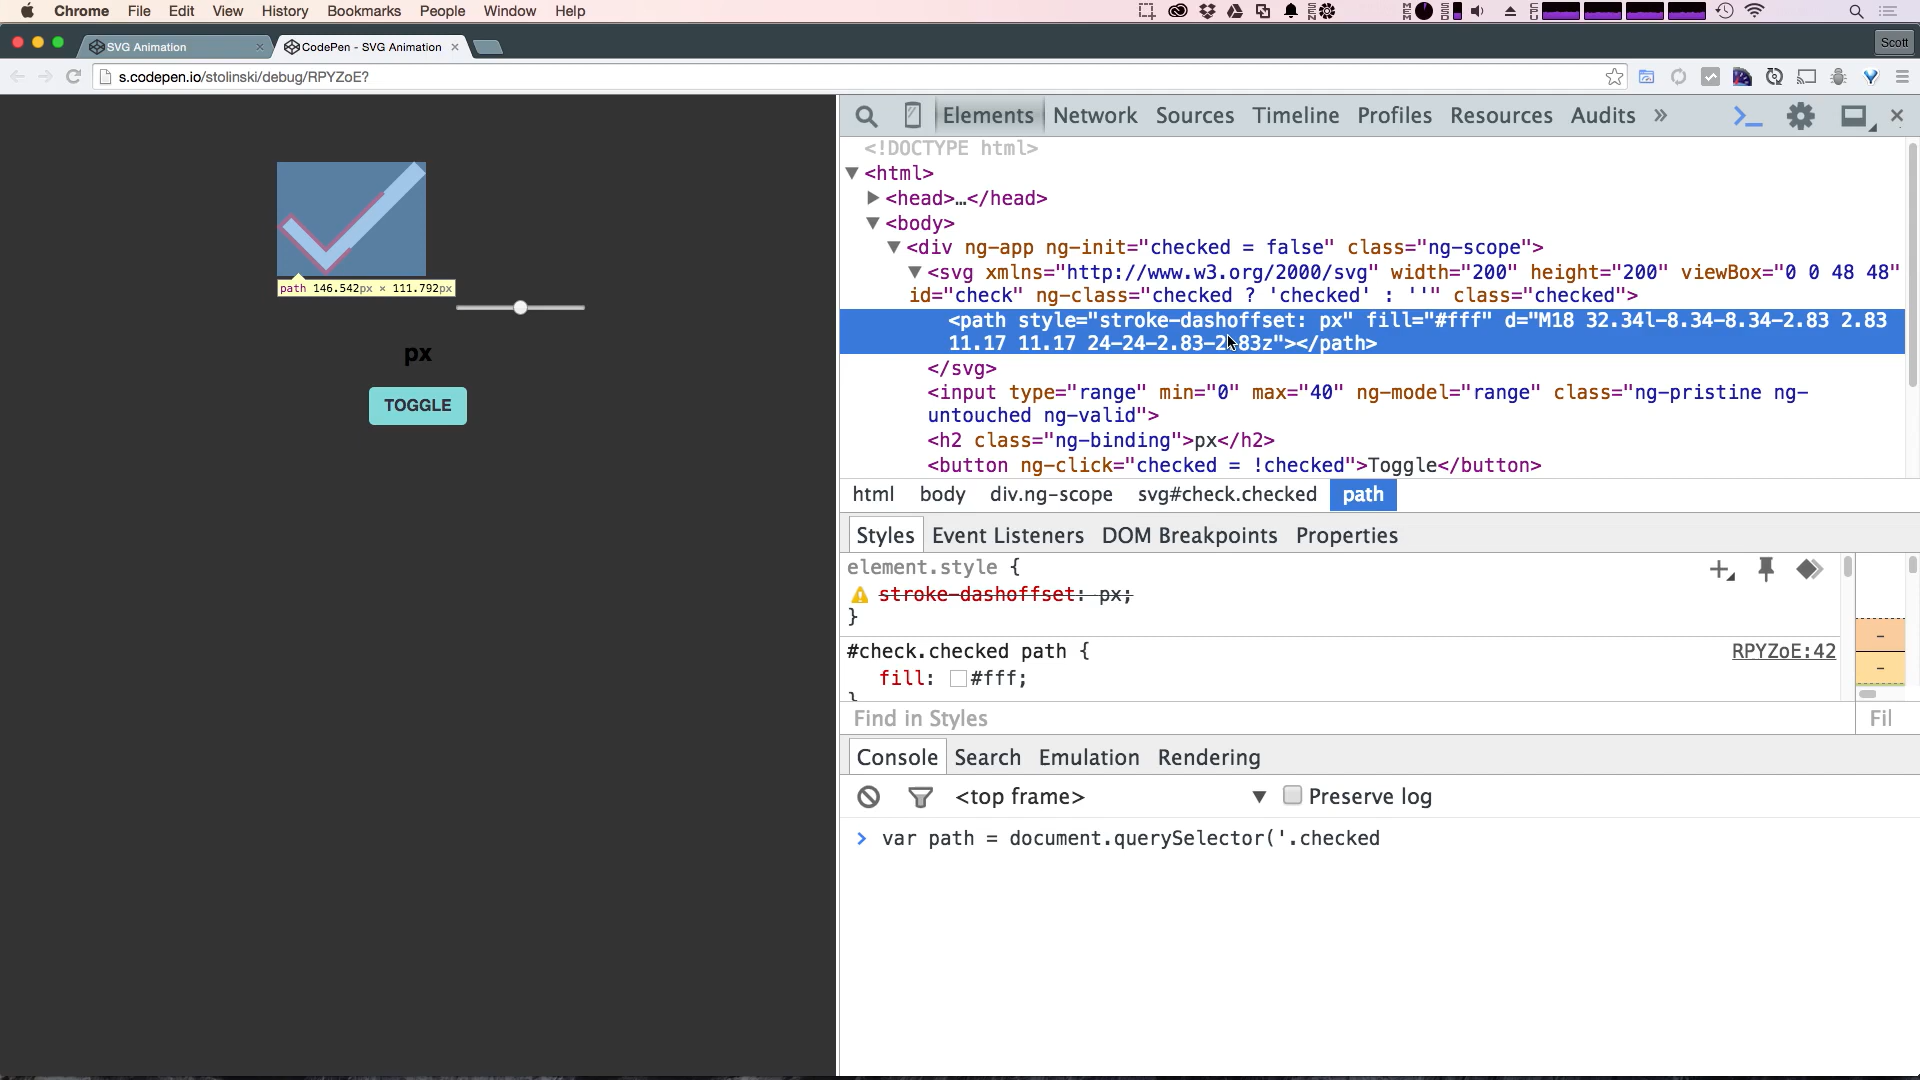 Chrome File Edit View History Bookmarks People Window Help
SVG Animation
CodePen - SVG Animation
Scott
s.codepen.io/stolinski/debug/RPYZoE?
path 146.542px × 111.792px
px
TOGGLE
Elements Network Sources Timeline Profiles Resources Audits »
<!DOCTYPE html>
▼<html>
▶<head>…</head>
▼<body>
▼<div ng-app ng-init="checked = false" class="ng-scope">
▼<svg xmlns="http://www.w3.org/2000/svg" width="200" height="200" viewBox="0 0 48 48"
id="check" ng-class="checked ? 'checked' : ''" class="checked">
<path style="stroke-dashoffset: px" fill="#fff" d="M18 32.34l-8.34-8.34-2.83 2.83
11.17 11.17 24-24-2.83-2.83z"></path>
</svg>
<input type="range" min="0" max="40" ng-model="range" class="ng-pristine ng-
untouched ng-valid">
<h2 class="ng-binding">px</h2>
<button ng-click="checked = !checked">Toggle</button>
html body div.ng-scope svg#check.checked path
Styles Event Listeners DOM Breakpoints Properties
element.style {
stroke-dashoffset: px;
}
#check.checked path { RPYZoE:42
fill: #fff;
}
Find in Styles Fil
Console Search Emulation Rendering
<top frame> ▼ Preserve log
> var path = document.querySelector('.checked